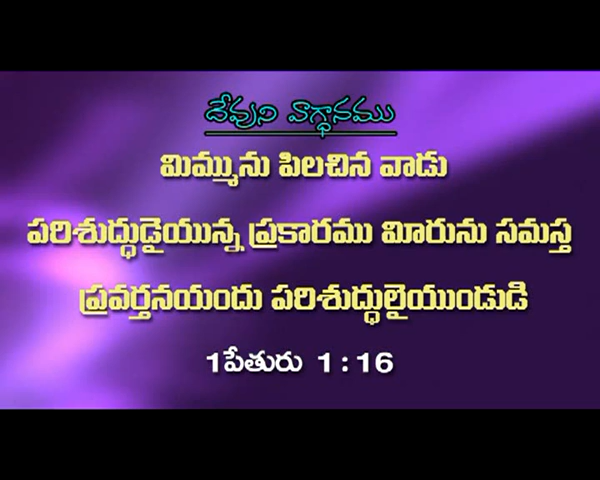 దేవుని వాగ్ధానము
మిమ్మును పిలచిన వాడు
పరిశుద్ధుడైయున్న ప్రకారము మీరును సమస్త
ప్రవర్తనయందు పరిశుద్ధులైయుండుడి
1పేతురు 1 : 16